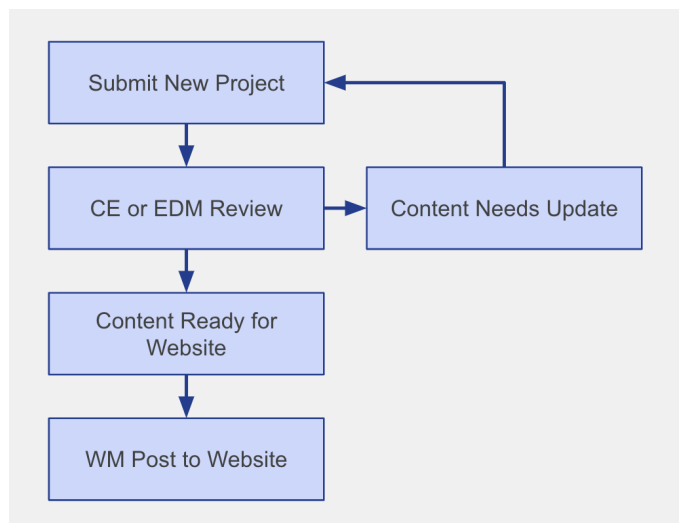 Submit New Project
CE or EDM Review
Content Needs Update
Content Ready for
Website
WM Post to Website